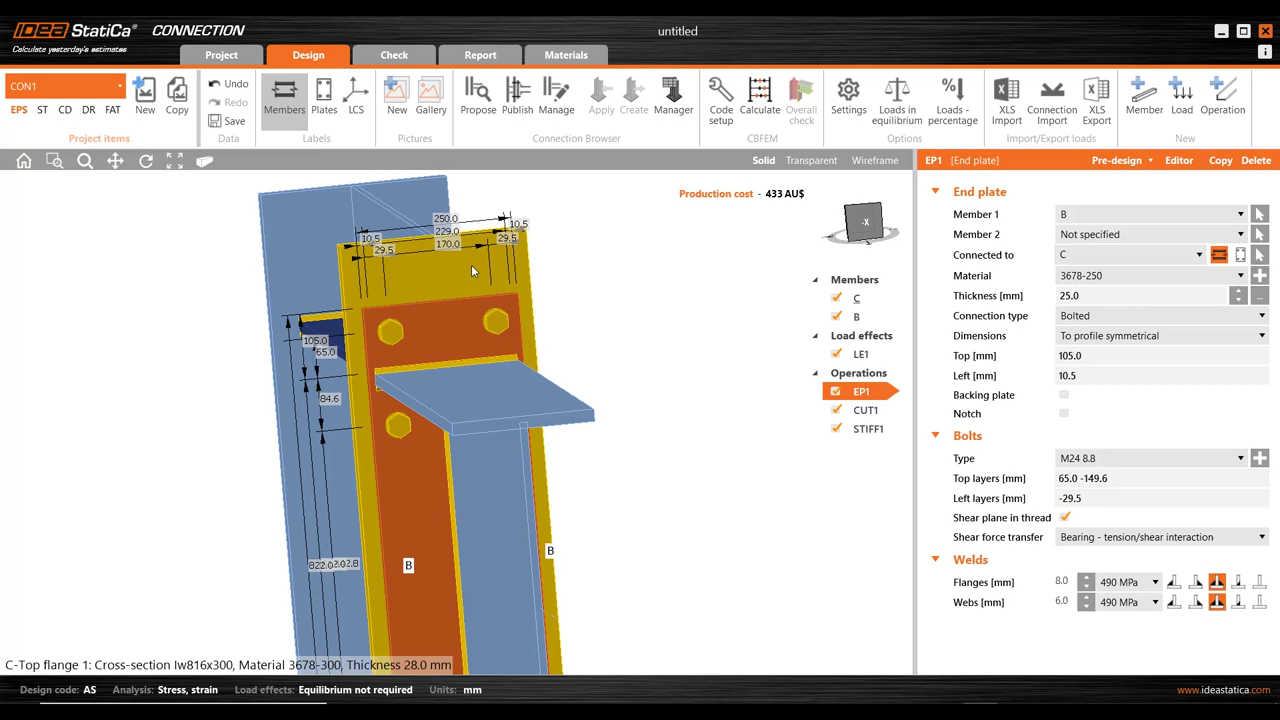 IDEA StatiCa® CONNECTION
Calculate yesterday's estimates
untitled
Project Design Check Report Materials
CON1
EPS ST CD DR FAT
New Copy
Project items
Undo
Redo
Save
Data
Members Plates LCS
Labels
New Gallery
Pictures
Propose Publish Manage Apply Create Manager
Connection Browser
Code setup Calculate Overall check
CBFEM
Settings Loads in equilibrium Loads - percentage
Options
XLS Import Connection Import XLS Export
Import/Export loads
Member Load Operation
New
Solid Transparent Wireframe
Production cost - 433 AU$
-X
250.0
10.5 229.0 10.5
29.5 170.0 29.5
105.0
65.0
84.6
B
B
C-Top flange 1: Cross-section Iw816x300, Material 3678-300, Thickness 28.0 mm
Members
C
B
Load effects
LE1
Operations
EP1
CUT1
STIFF1
EP1 [End plate] Pre-design Editor Copy Delete
End plate
Member 1 B
Member 2 Not specified
Connected to C
Material 3678-250
Thickness [mm] 25.0
Connection type Bolted
Dimensions To profile symmetrical
Top [mm] 105.0
Left [mm] 10.5
Backing plate
Notch
Bolts
Type M24 8.8
Top layers [mm] 65.0 -149.6
Left layers [mm] -29.5
Shear plane in thread
Shear force transfer Bearing - tension/shear interaction
Welds
Flanges [mm] 8.0 490 MPa
Webs [mm] 6.0 490 MPa
Design code: AS Analysis: Stress, strain Load effects: Equilibrium not required Units: mm
www.ideastatica.com